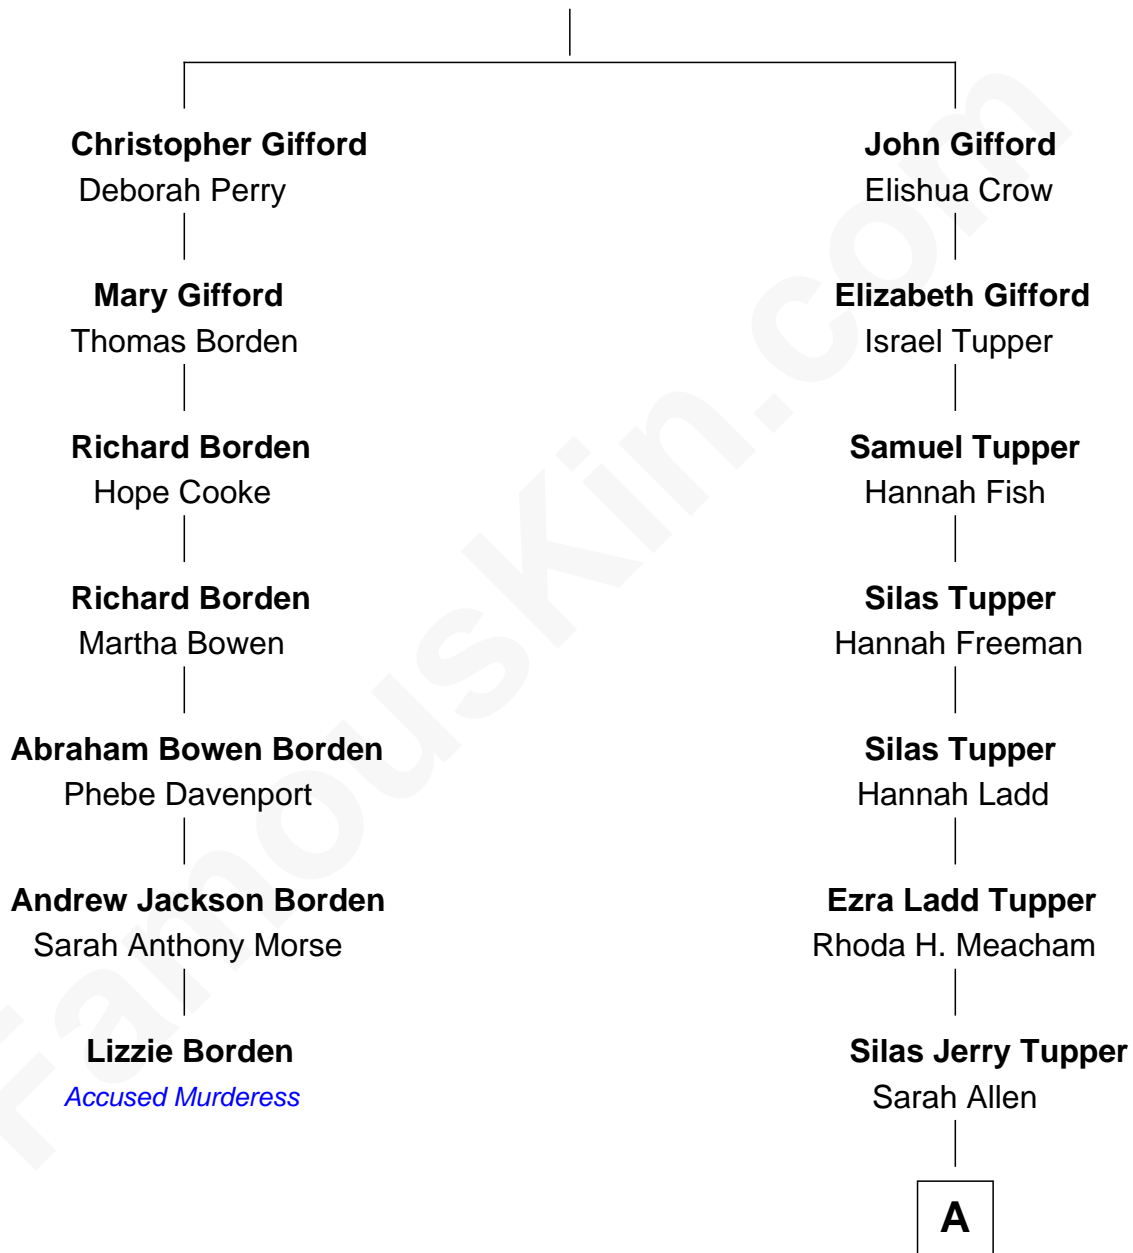 Christopher Gifford
Deborah Perry
Mary Gifford
Thomas Borden
Richard Borden
Hope Cooke
Richard Borden
Martha Bowen
Abraham Bowen Borden
Phebe Davenport
Andrew Jackson Borden
Sarah Anthony Morse
Lizzie Borden
Accused Murderess
John Gifford
Elishua Crow
Elizabeth Gifford
Israel Tupper
Samuel Tupper
Hannah Fish
Silas Tupper
Hannah Freeman
Silas Tupper
Hannah Ladd
Ezra Ladd Tupper
Rhoda H. Meacham
Silas Jerry Tupper
Sarah Allen
A
FamousKin.com